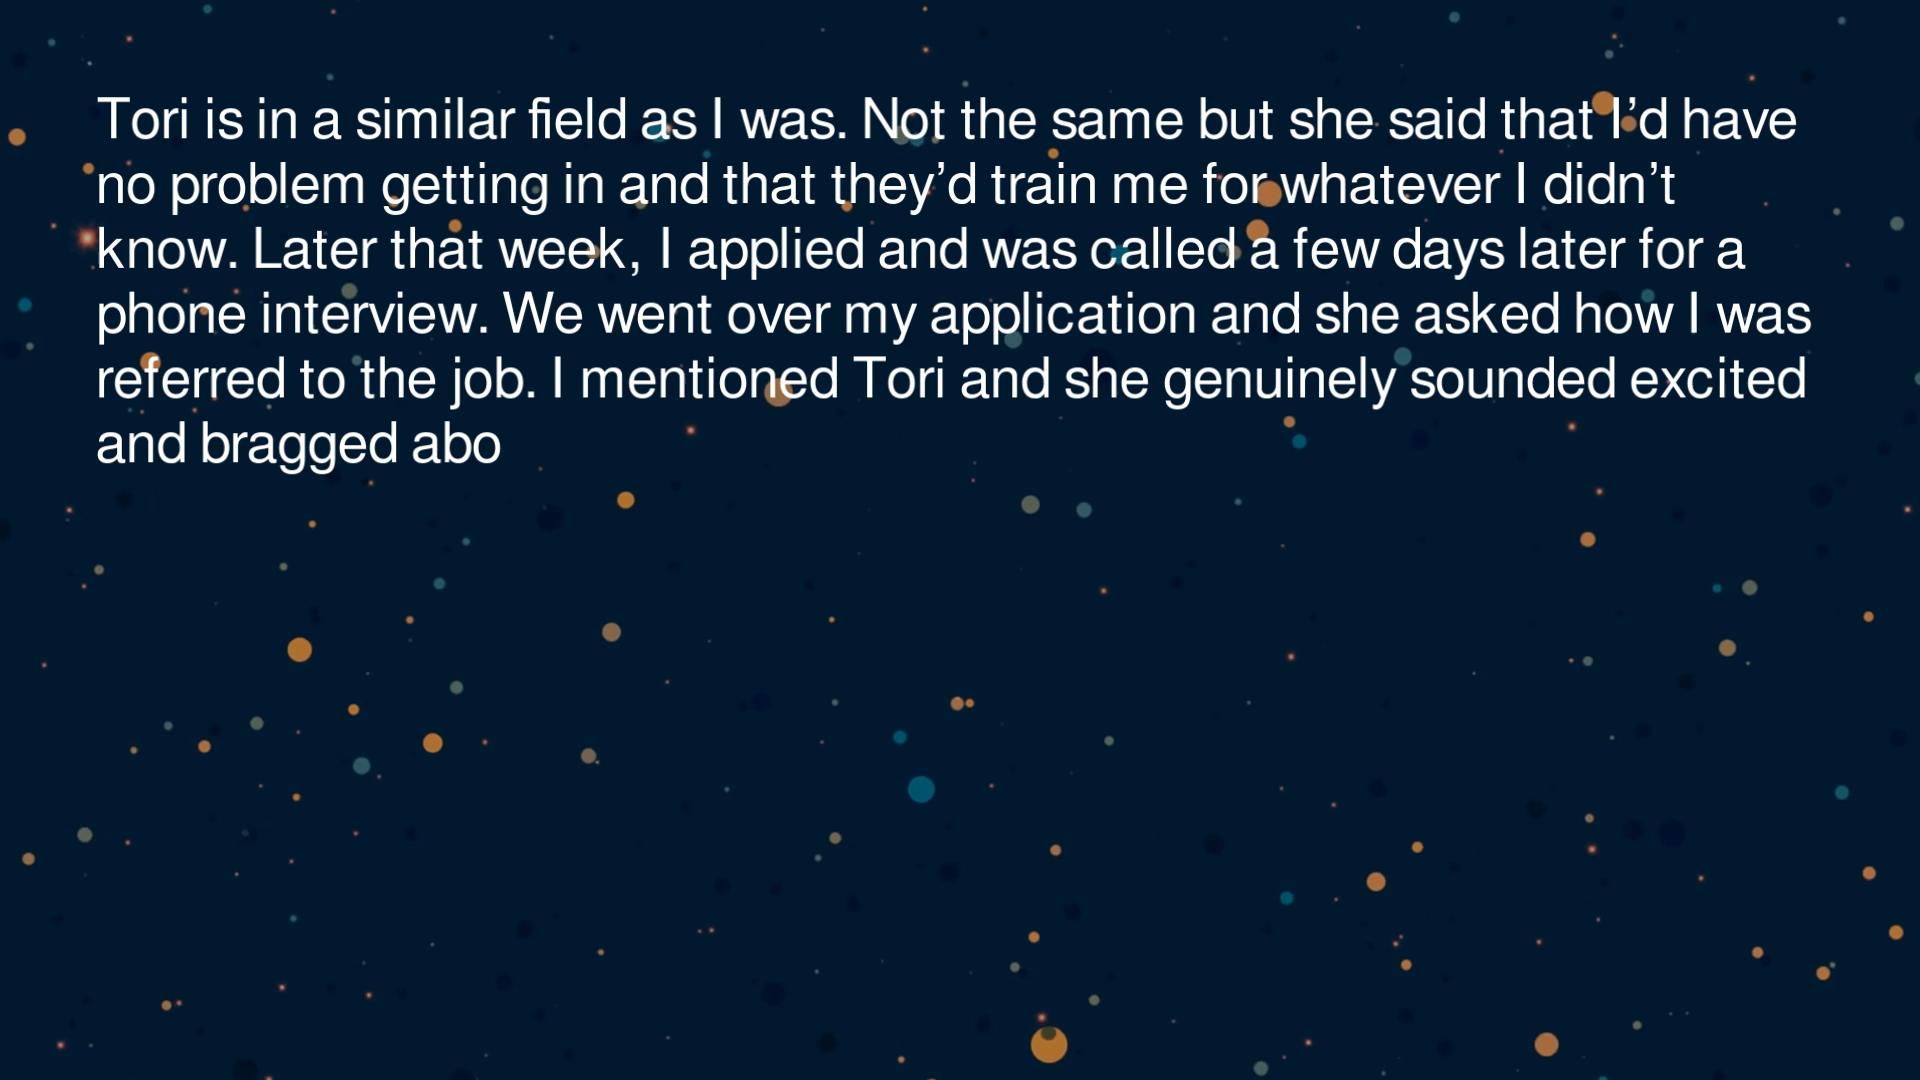 Tori is in a similar field as I was. Not the same but she said that I’d have
no problem getting in and that they’d train me for whatever I didn’t
know. Later that week, I applied and was called a few days later for a
phone interview. We went over my application and she asked how I was
referred to the job. I mentioned Tori and she genuinely sounded excited
and bragged abo